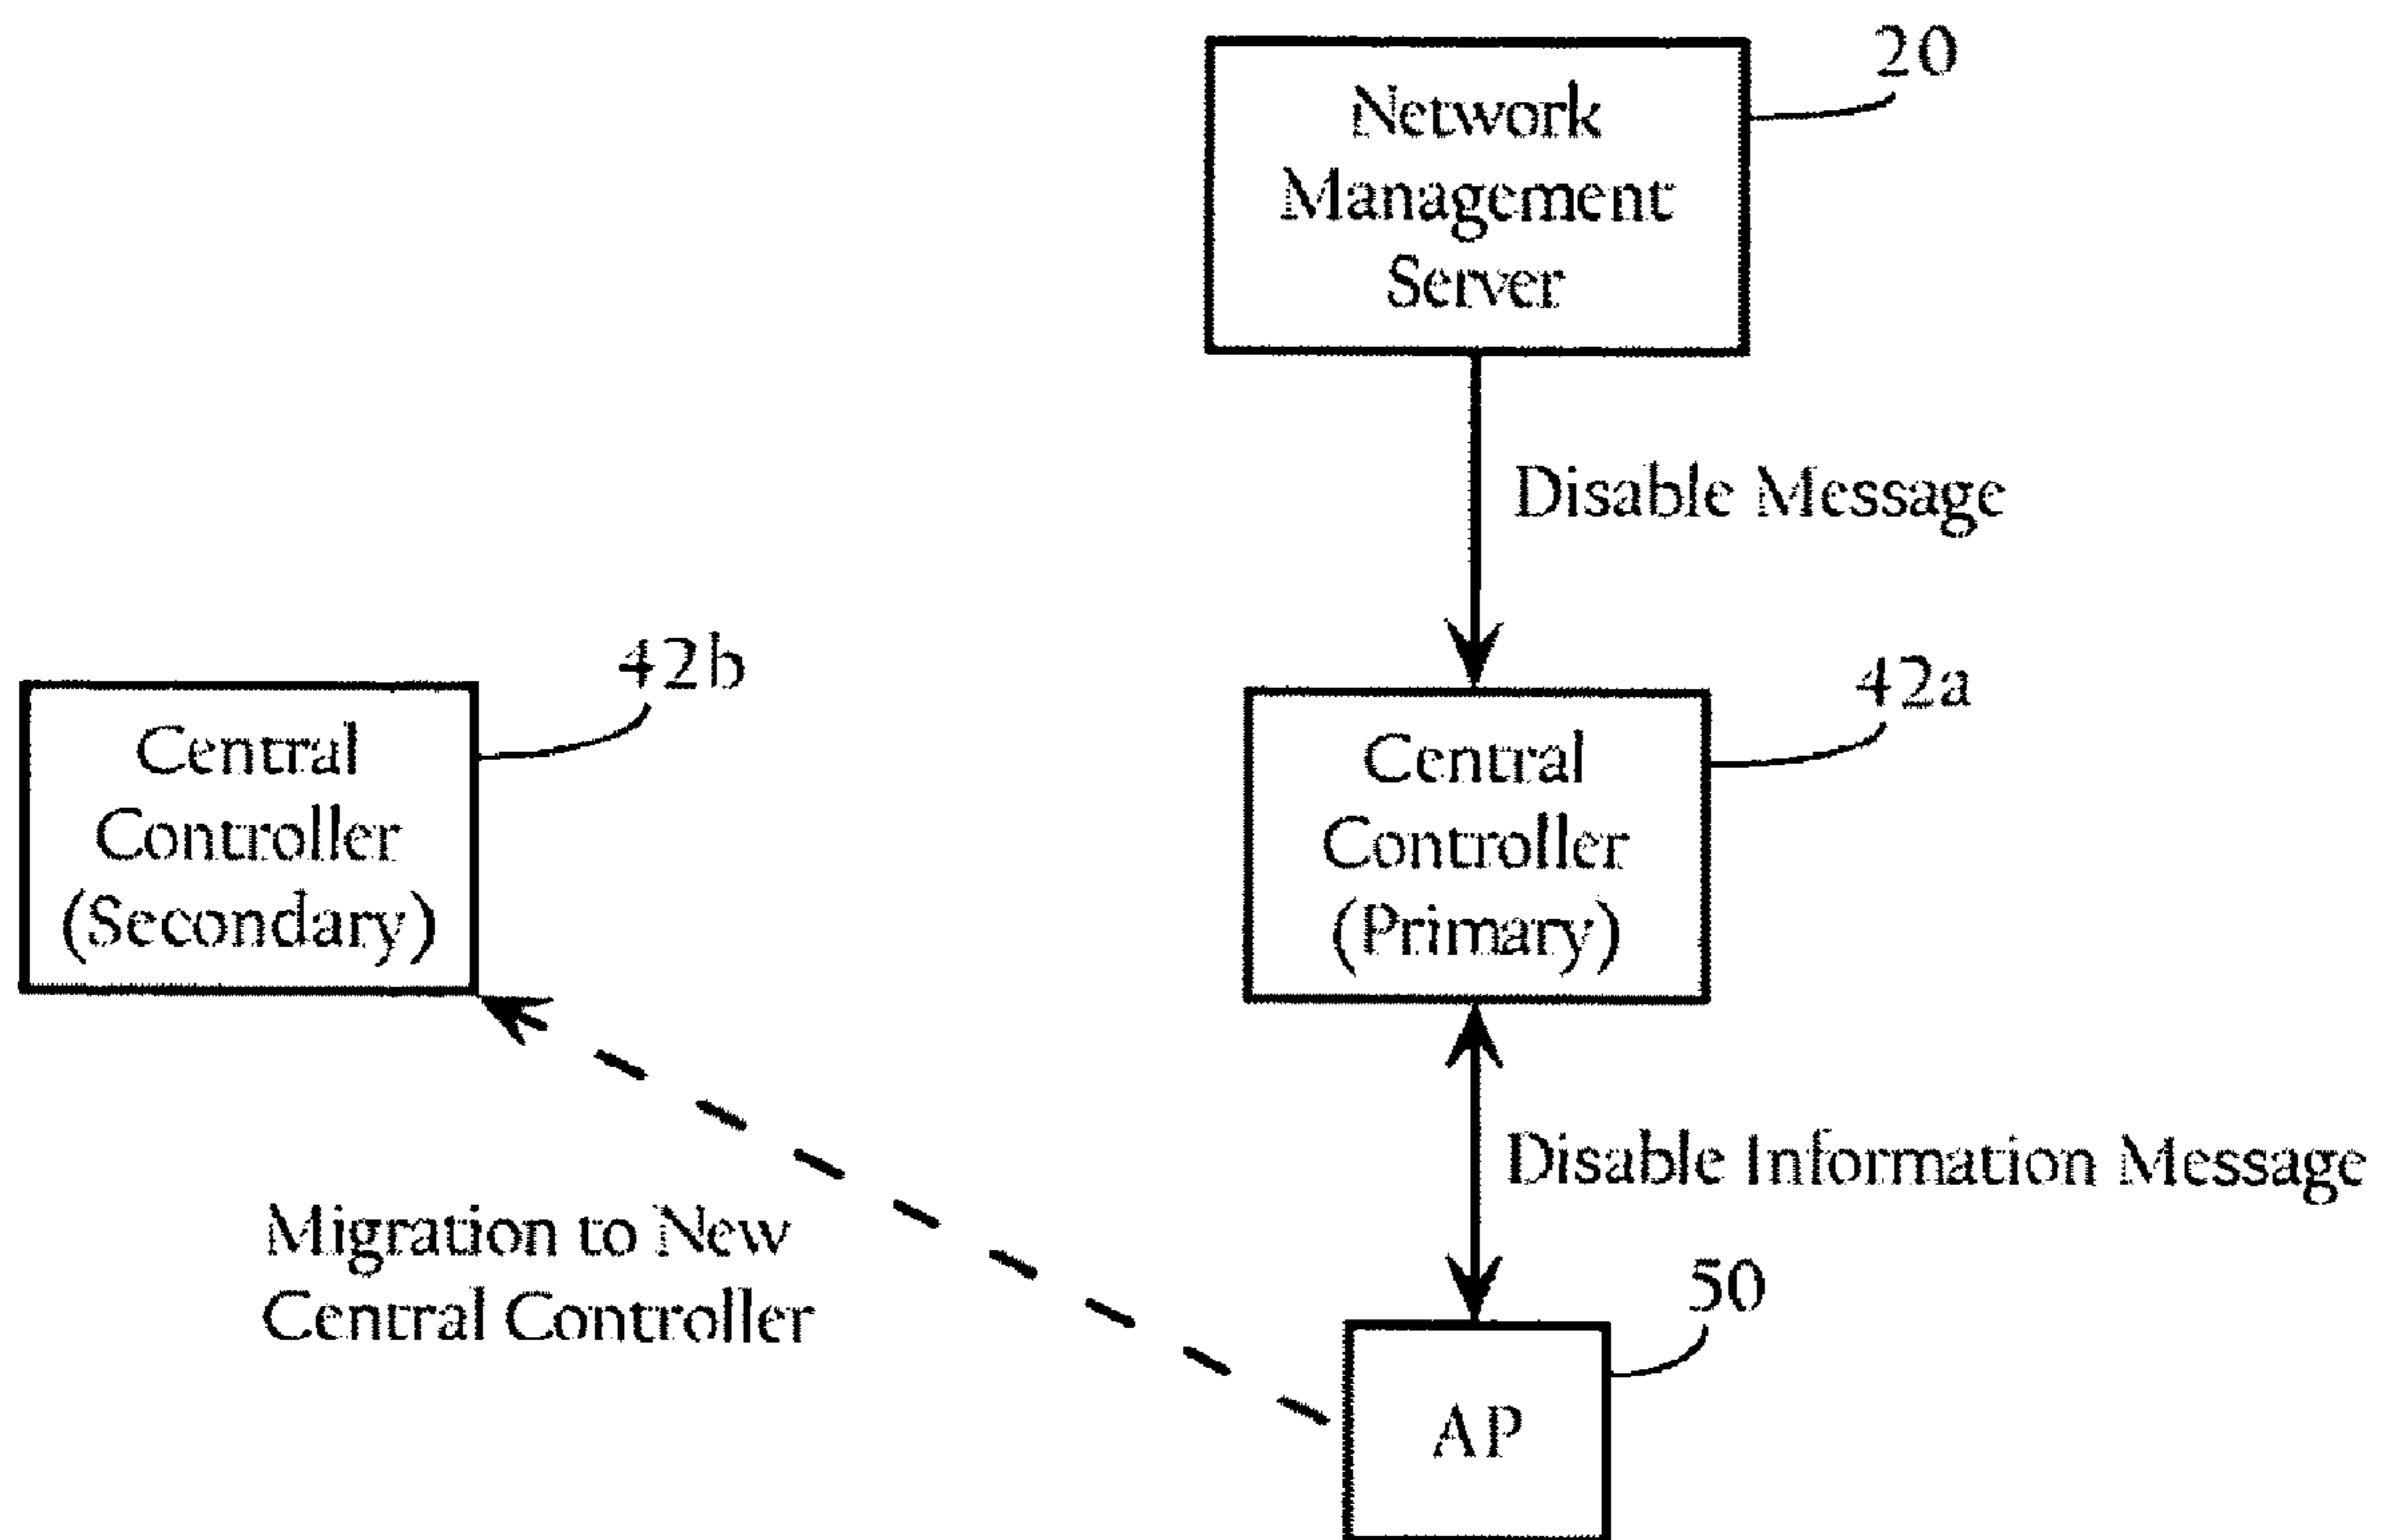 20
Network
Management
Server
Disable Message
42b
42a
Central
Controller
(Secondary)
Central
Controller
(Primary)
Disable Information Message
Migration to New
Central Controller
50
AP